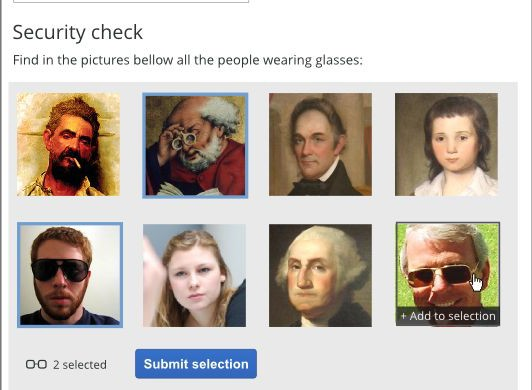 Security check
Find in the pictures bellow all the people wearing glasses:
+ Add to selection
2 selected
Submit selection